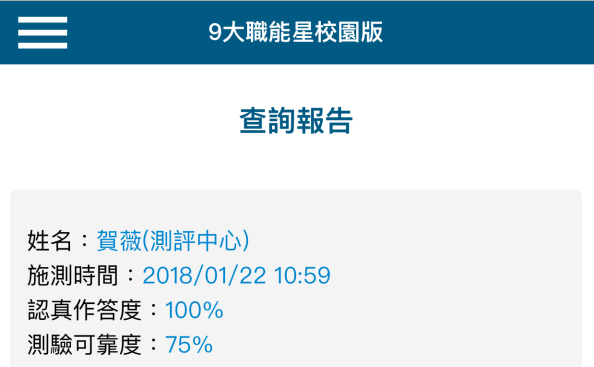 9大職能星校園版
查詢報告
姓名：賀薇(測評中心)
施測時間：2018/01/22 10:59
認真作答度：100%
測驗可靠度：75%